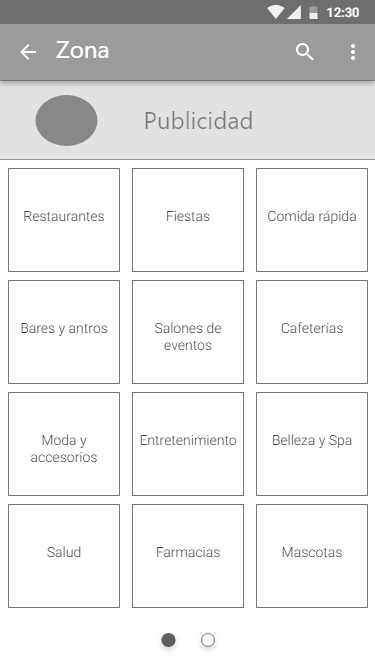 12:30
Zona
Publicidad
Restaurantes
Fiestas
Comida rápida
Bares y antros
Salones de
eventos
Cafeterías
Moda y
accesorios
Entretenimiento
Belleza y Spa
Salud
Farmacias
Mascotas